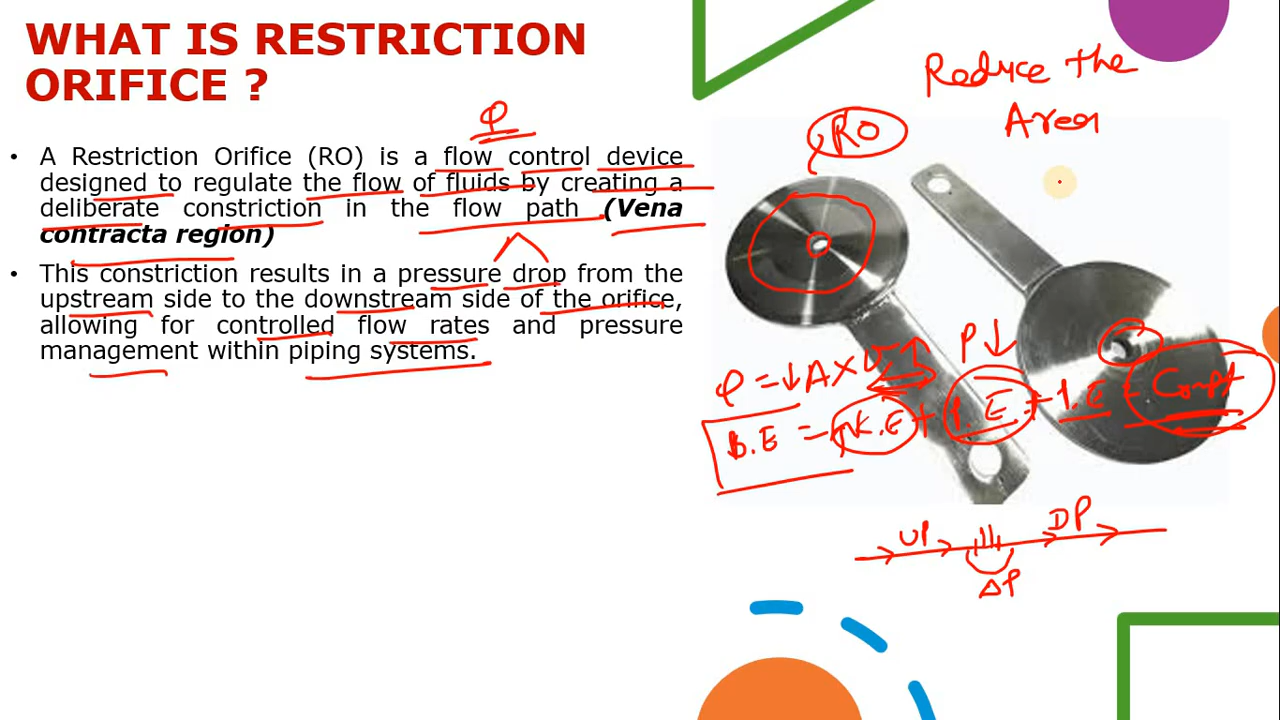 WHAT IS RESTRICTION
ORIFICE ?
Reduce the
Area
φ
RO
• A Restriction Orifice (RO) is a flow control device
designed to regulate the flow of fluids by creating a
deliberate constriction in the flow path (Vena
contracta region)
• This constriction results in a pressure drop from the
upstream side to the downstream side of the orifice,
allowing for controlled flow rates and pressure
management within piping systems.
P↓
φ = ↓A×V↑
B.E = ↑K.E + P.E + P.E = Const
UP DP
ΔP